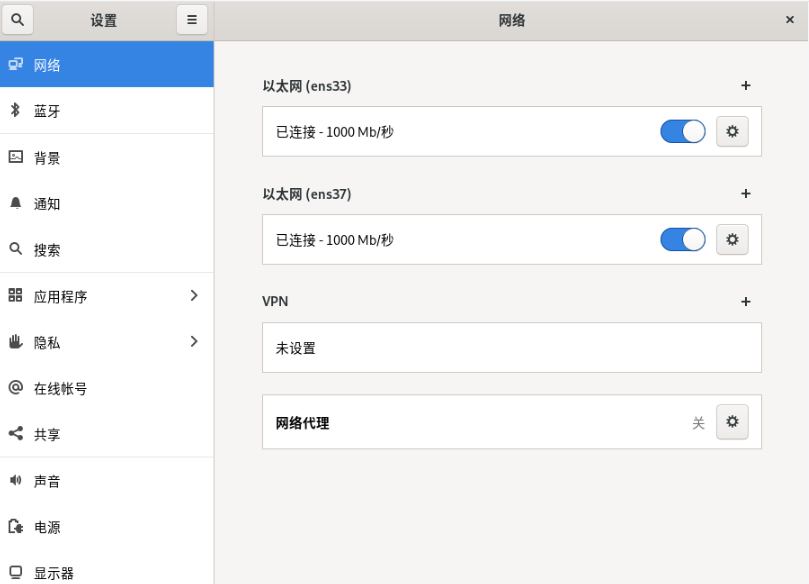 设置
网络
蓝牙
背景
通知
搜索
应用程序
隐私
在线帐号
共享
声音
电源
显示器
网络
以太网 (ens33)
已连接 - 1000 Mb/秒
以太网 (ens37)
已连接 - 1000 Mb/秒
VPN
未设置
网络代理 关